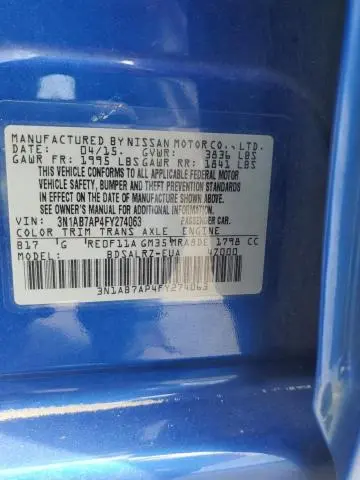 MANUFACTURED BY NISSAN MOTOR CO., LTD.
DATE: 04/15. GVWR: 3836 LBS
GAWR FR: 1995 LBS GAWR RR: 1841 LBS
THIS VEHICLE CONFORMS TO ALL
APPLICABLE FEDERAL MOTOR VEHICLE
SAFETY, BUMPER AND THEFT PREVENTION STANDARDS
IN EFFECT ON THE DATE OF MANUFACTURE SHOWN ABOVE.
SEE OWNER'S MANUAL FOR ADDITIONAL INFORMATION.
VIN: 3N1AB7AP4FY274063 PASSENGER CAR.
COLOR TRIM TRANS AXLE ENGINE
B17 G RE0F11A GM35 MRA8DE 1798 CC
MODEL: BDSALRZ-EUA 4Z000
3N1AB7AP4FY274063